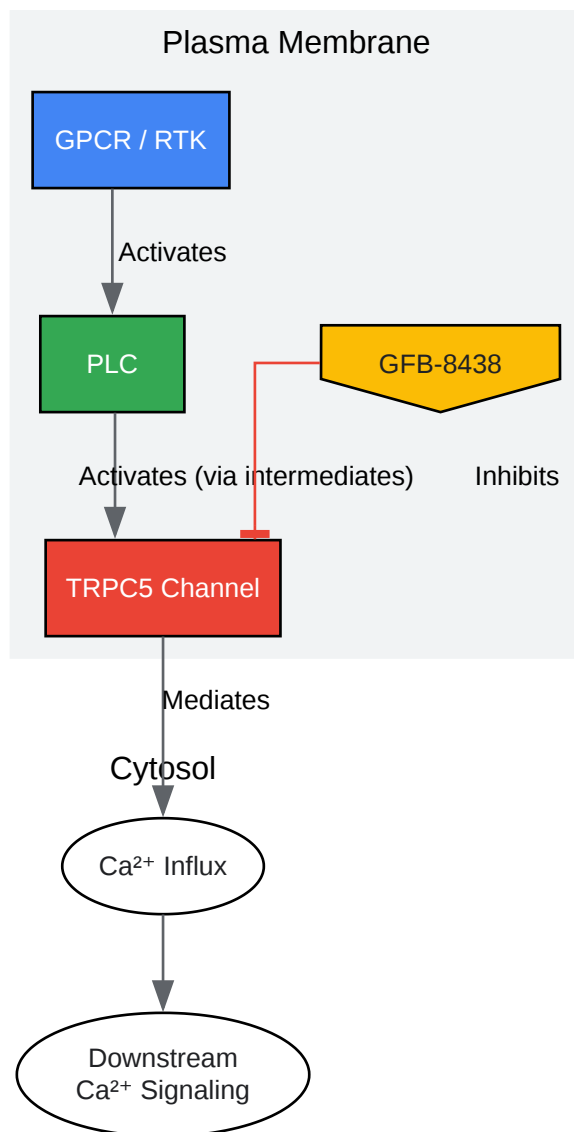 Plasma Membrane
GPCR / RTK
Activates
PLC
GFB-8438
Activates (via intermediates)
Inhibits
TRPC5 Channel
Mediates
Cytosol
Ca²⁺ Influx
Downstream
Ca²⁺ Signaling